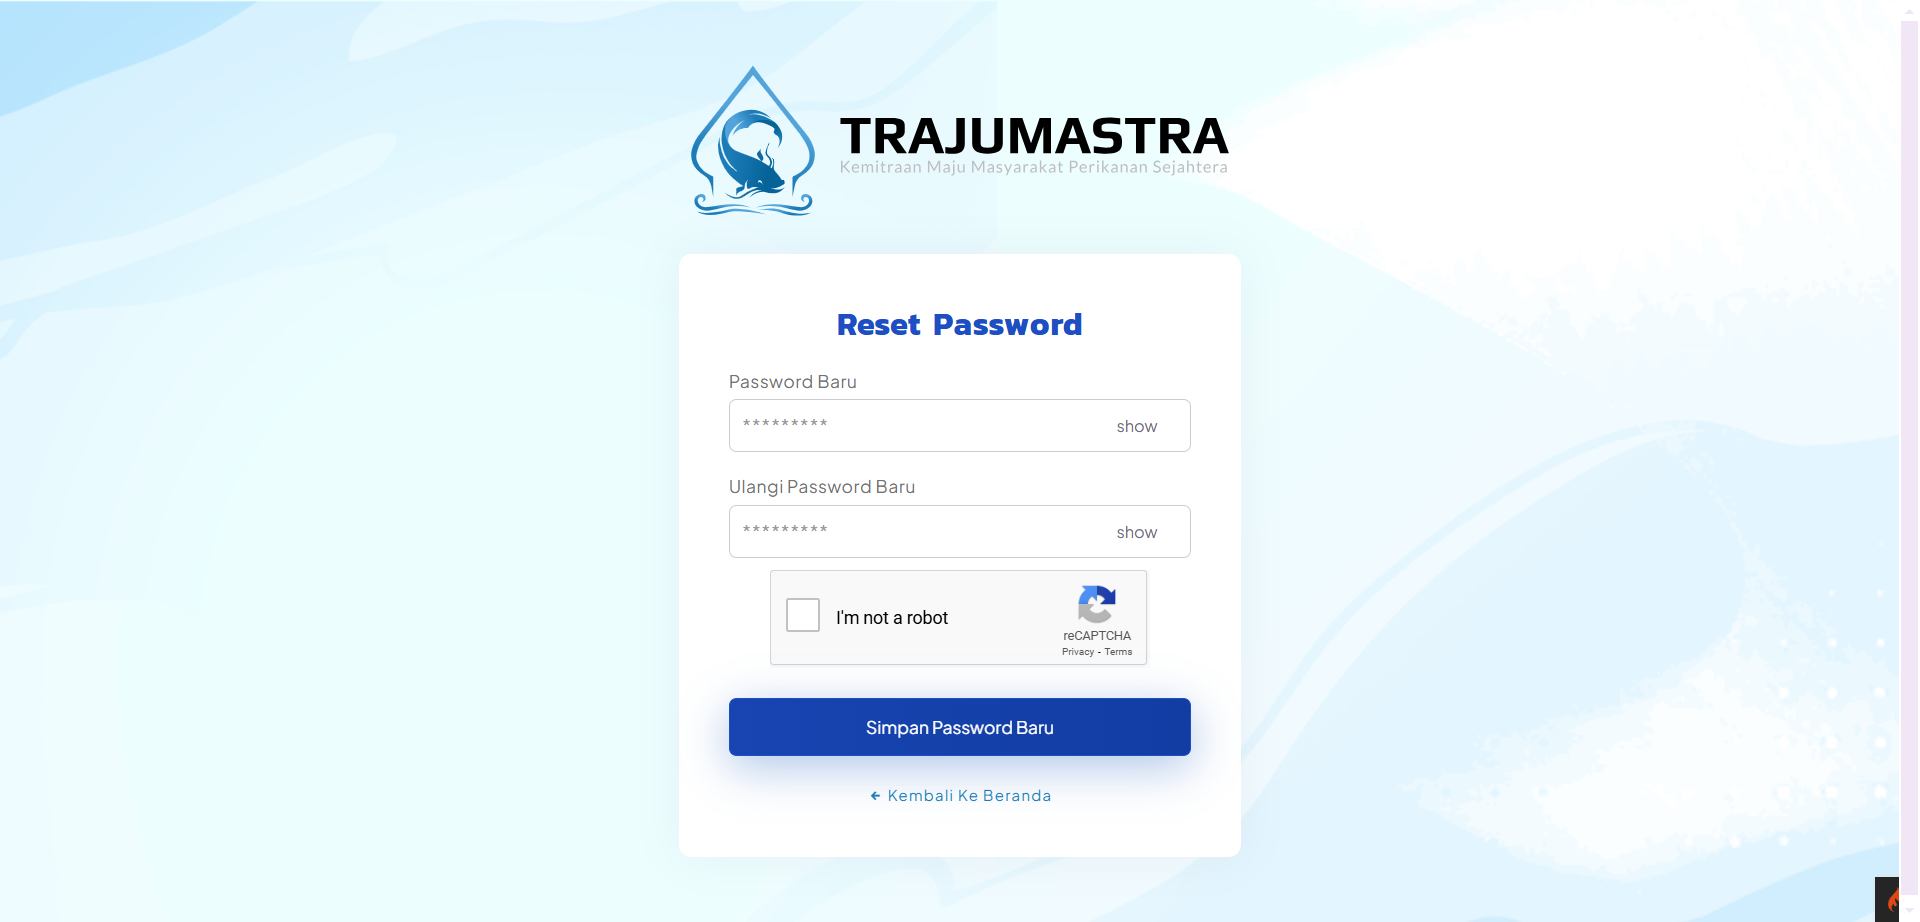 TRAJUMASTRA
Kemitraan Maju Masyarakat Perikanan Sejahtera
Reset Password
Password Baru
********* show
Ulangi Password Baru
********* show
I'm not a robot
reCAPTCHA
Privacy - Terms
Simpan Password Baru
← Kembali Ke Beranda